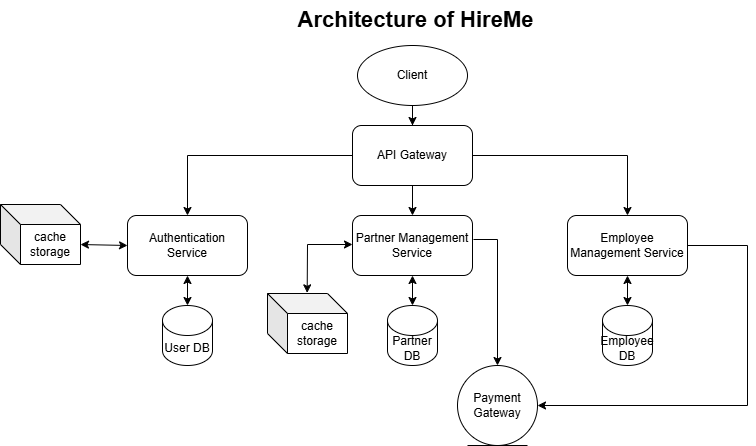 Architecture of HireMe
Client
API Gateway
cache
storage
Authentication
Service
Partner Management
Service
Employee
Management Service
cache
storage
User DB
Partner
DB
Employee
DB
Payment
Gateway